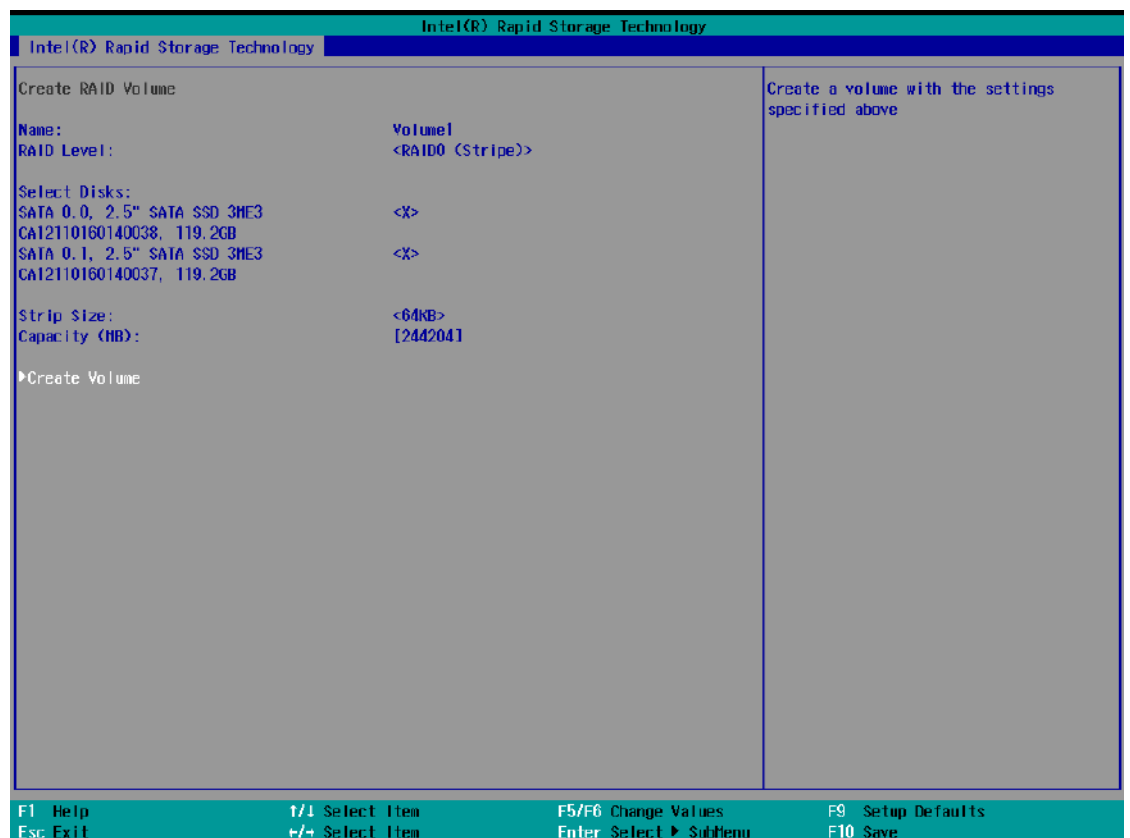 Intel(R) Rapid Storage Technology
Intel(R) Rapid Storage Technology
Create RAID Volume
Create a volume with the settings
specified above
Name: Volume1
RAID Level: <RAID0 (Stripe)>
Select Disks:
SATA 0.0, 2.5" SATA SSD 3ME3 <X>
CA12110160140038, 119.2GB
SATA 0.1, 2.5" SATA SSD 3ME3 <X>
CA12110160140037, 119.2GB
Strip Size: <64KB>
Capacity (MB): [244204]
▶Create Volume
F1 Help ↑/↓ Select Item F5/F6 Change Values F9 Setup Defaults
Esc Exit ←/→ Select Item Enter Select ▶ SubMenu F10 Save